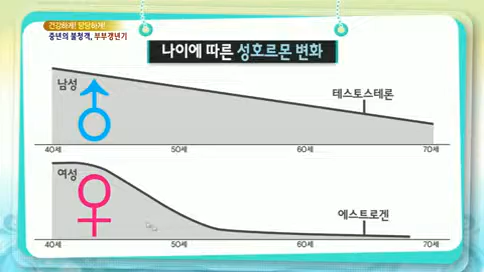 건강하게! 당당하게!
중년의 불청객, 부부갱년기
나이에 따른 성호르몬 변화
남성
테스토스테론
40세 50세 60세 70세
여성
에스트로겐
40세 50세 60세 70세